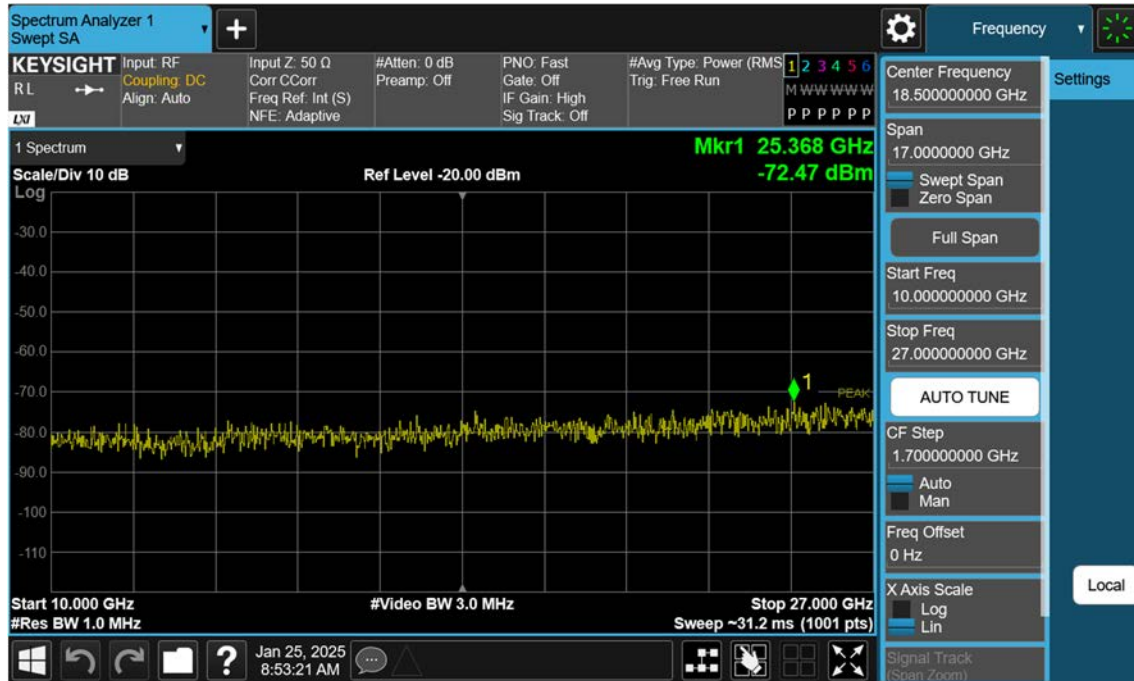 Spectrum Analyzer 1
Swept SA
Frequency
KEYSIGHT
R L
LXI
Input: RF
Coupling: DC
Align: Auto
Input Z: 50 Ω
Corr CCorr
Freq Ref: Int (S)
NFE: Adaptive
#Atten: 0 dB
Preamp: Off
PNO: Fast
Gate: Off
IF Gain: High
Sig Track: Off
#Avg Type: Power (RMS
Trig: Free Run
1 2 3 4 5 6
M W W W W W
P P P P P P
1 Spectrum
Mkr1 25.368 GHz
-72.47 dBm
Scale/Div 10 dB
Ref Level -20.00 dBm
Log
-30.0
-40.0
-50.0
-60.0
-70.0
-80.0
-90.0
-100
-110
1
PEAK
Start 10.000 GHz
#Video BW 3.0 MHz
Stop 27.000 GHz
#Res BW 1.0 MHz
Sweep ~31.2 ms (1001 pts)
Center Frequency
18.500000000 GHz
Span
17.0000000 GHz
Swept Span
Zero Span
Full Span
Start Freq
10.000000000 GHz
Stop Freq
27.000000000 GHz
AUTO TUNE
CF Step
1.700000000 GHz
Auto
Man
Freq Offset
0 Hz
X Axis Scale
Log
Lin
Signal Track
(Span Zoom)
Settings
Local
?
Jan 25, 2025
8:53:21 AM